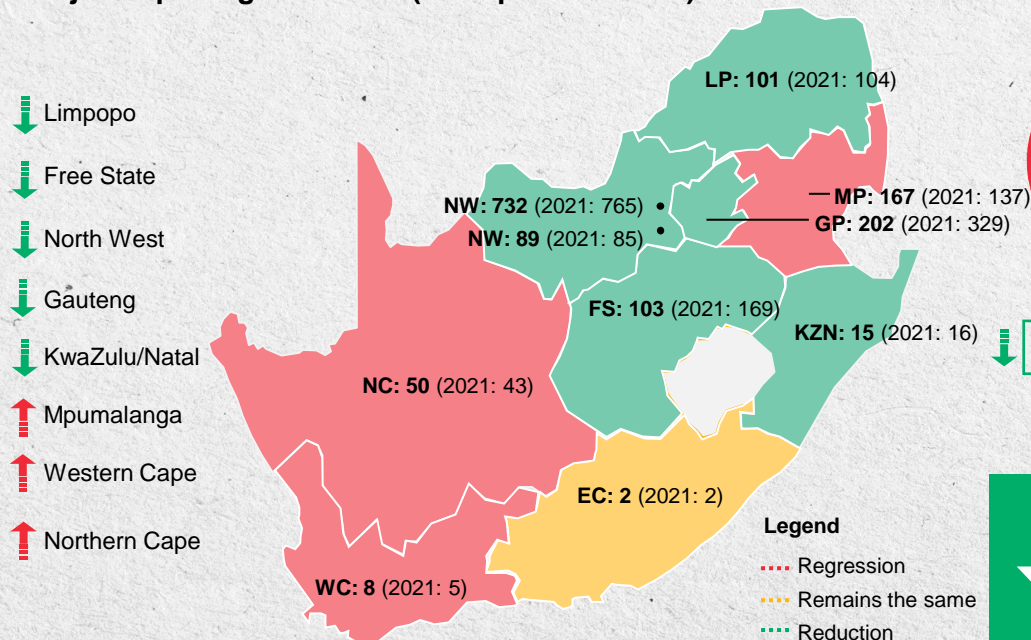 Limpopo
Free State
North West
Gauteng
KwaZulu/Natal
Mpumalanga
Western Cape
Northern Cape
LP: 101 (2021: 104)
MP: 167 (2021: 137)
NW: 732 (2021: 765)
GP: 202 (2021: 329)
NW: 89 (2021: 85)
FS: 103 (2021: 169)
KZN: 15 (2021: 16)
NC: 50 (2021: 43)
EC: 2 (2021: 2)
WC: 8 (2021: 5)
Legend
Regression
Remains the same
Reduction